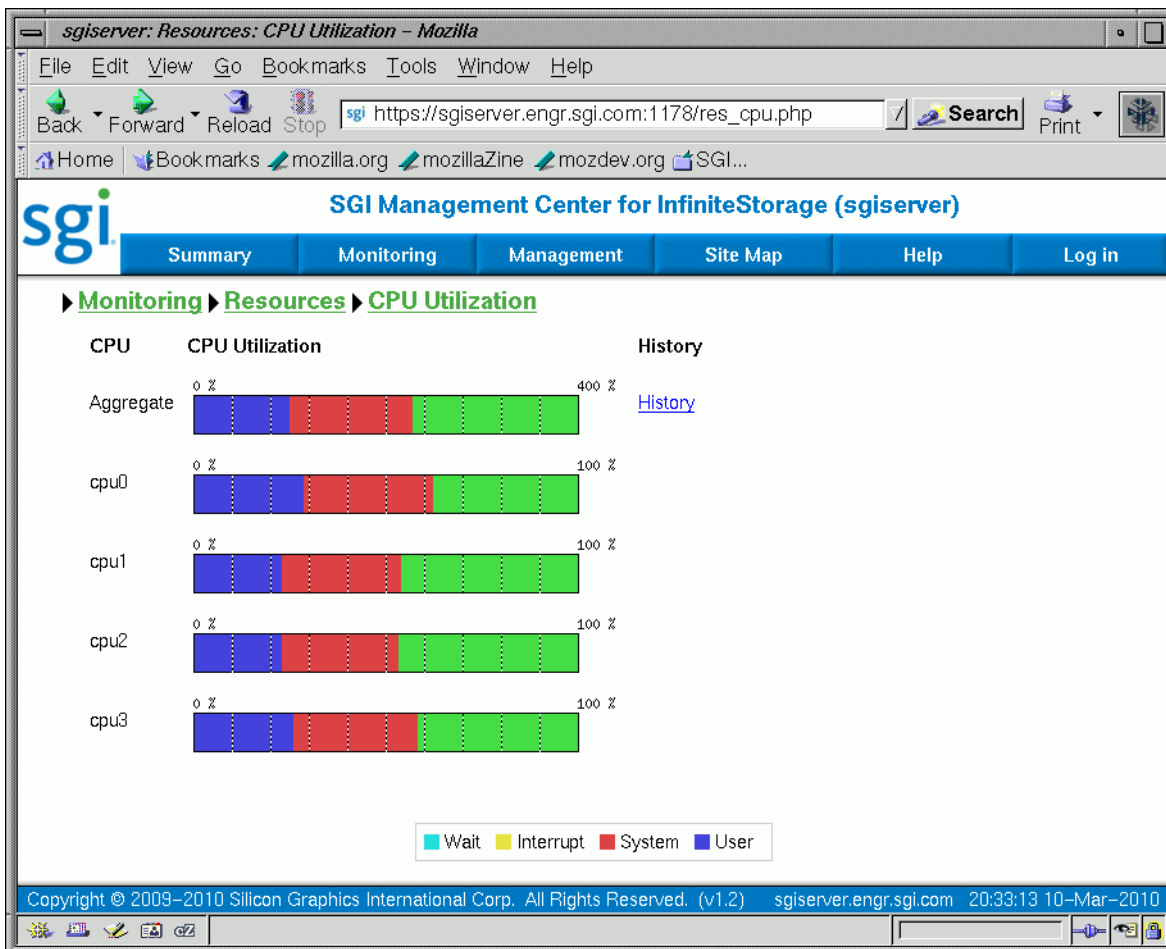 sgiserver: Resources: CPU Utilization – Mozilla
File Edit View Go Bookmarks Tools Window Help
Back Forward Reload Stop sgi https://sgiserver.engr.sgi.com:1178/res_cpu.php Search Print
Home Bookmarks mozilla.org mozillaZine mozdev.org SGI...
sgi SGI Management Center for InfiniteStorage (sgiserver)
Summary Monitoring Management Site Map Help Log in
Monitoring Resources CPU Utilization
CPU CPU Utilization History
0 % 400 %
Aggregate History
0 % 100 %
cpu0
0 % 100 %
cpu1
0 % 100 %
cpu2
0 % 100 %
cpu3
Wait Interrupt System User
Copyright © 2009–2010 Silicon Graphics International Corp. All Rights Reserved. (v1.2) sgiserver.engr.sgi.com 20:33:13 10–Mar–2010